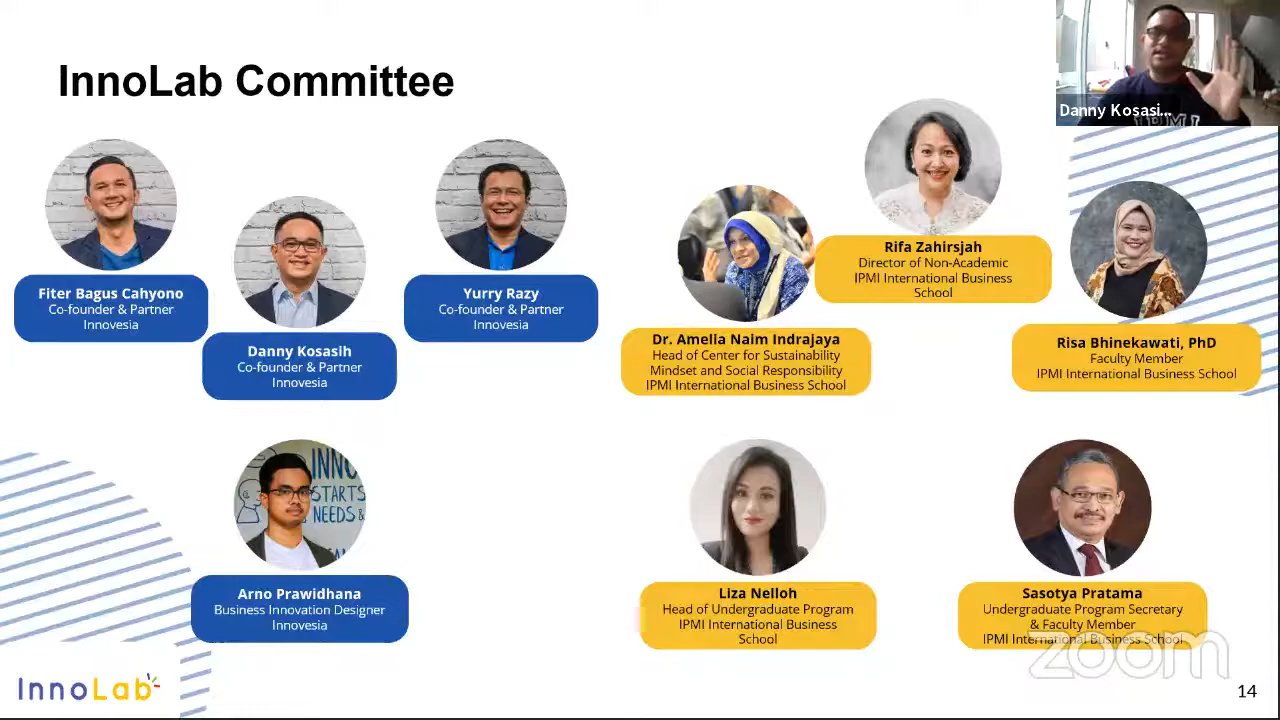 InnoLab Committee
Danny Kosasi...
Fiter Bagus Cahyono
Co-founder & Partner
Innovesia
Danny Kosasih
Co-founder & Partner
Innovesia
Yurry Razy
Co-founder & Partner
Innovesia
Dr. Amelia Naim Indrajaya
Head of Center for Sustainability
Mindset and Social Responsibility
IPMI International Business School
Rifa Zahirsjah
Director of Non-Academic
IPMI International Business
School
Risa Bhinekawati, PhD
Faculty Member
IPMI International Business School
INNO
STARTS
NEEDS &
Arno Prawidhana
Business Innovation Designer
Innovesia
Liza Nelloh
Head of Undergraduate Program
IPMI International Business
School
Sasotya Pratama
Undergraduate Program Secretary
& Faculty Member
IPMI International Business School
zoom
InnoLab
14